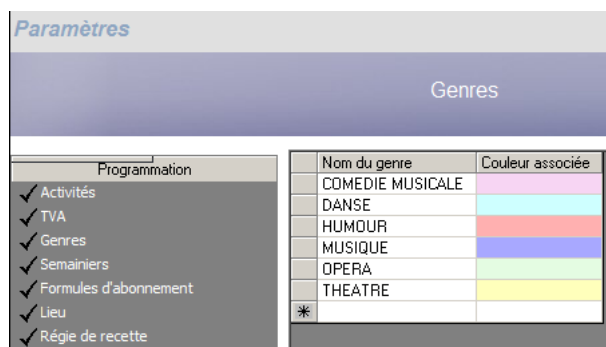 Paramètres
Genres
Programmation
Activités
TVA
Genres
Semainiers
Formules d'abonnement
Lieu
Régie de recette
Nom du genre Couleur associée
COMEDIE MUSICALE
DANSE
HUMOUR
MUSIQUE
OPERA
THEATRE